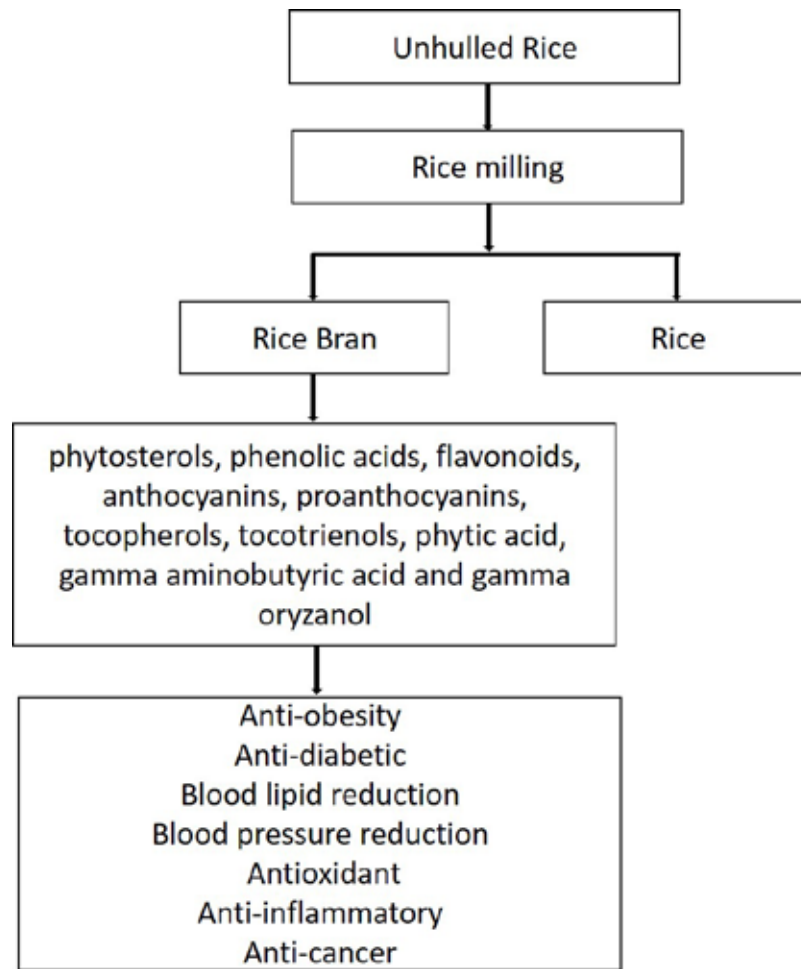 Unhulled Rice
Rice milling
Rice Bran
Rice
phytosterols, phenolic acids, flavonoids,
anthocyanins, proanthocyanins,
tocopherols, tocotrienols, phytic acid,
gamma aminobutyric acid and gamma
oryzanol
Anti-obesity
Anti-diabetic
Blood lipid reduction
Blood pressure reduction
Antioxidant
Anti-inflammatory
Anti-cancer